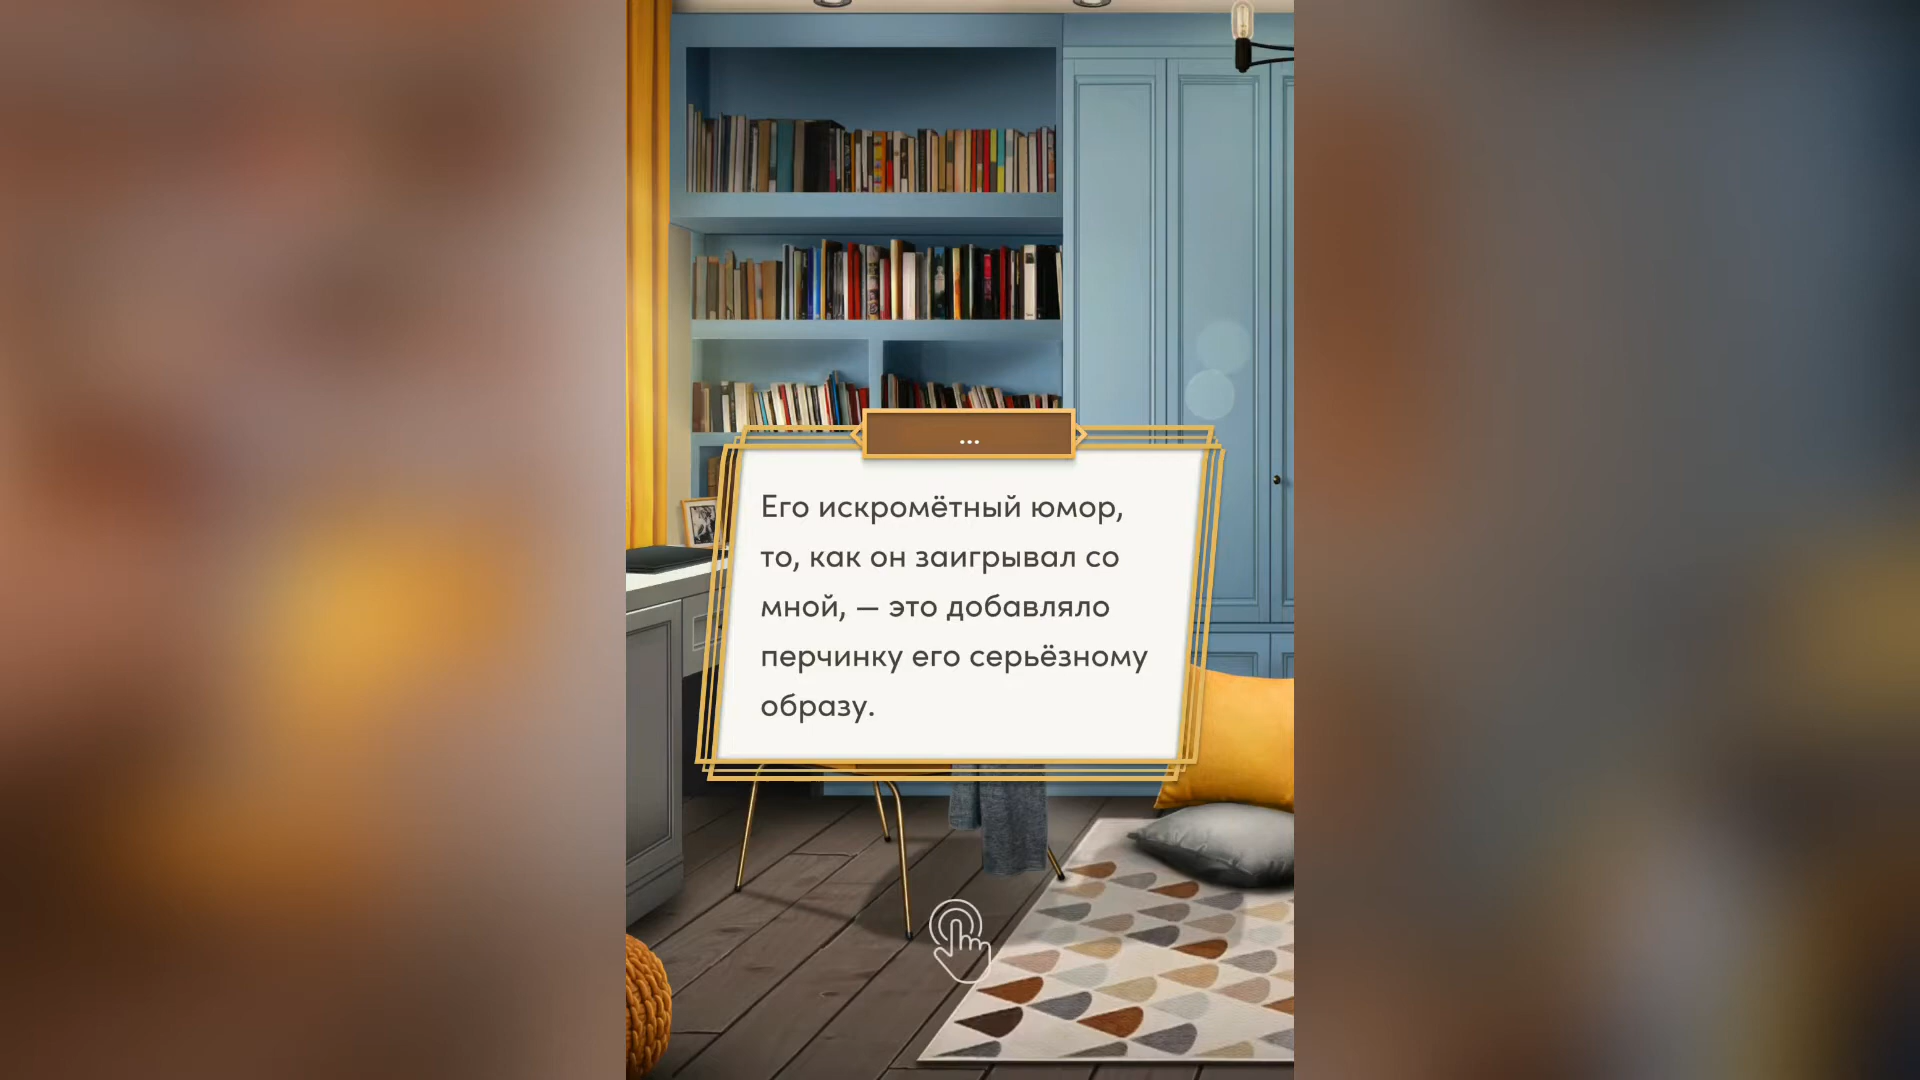 ...
Его искромётный юмор,
то, как он заигрывал со
мной, — это добавляло
перчинку его серьёзному
образу.